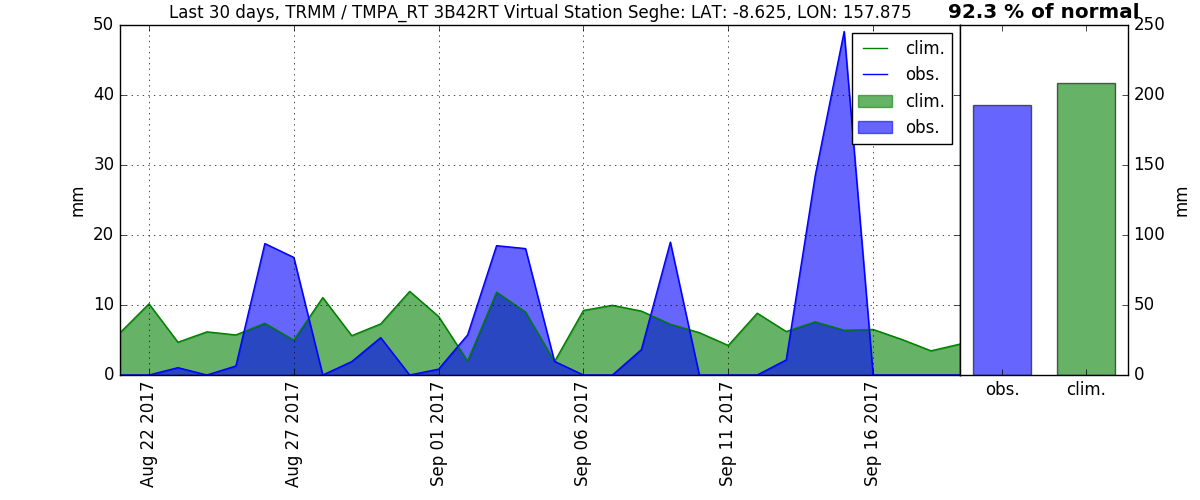 Last 30 days, TRMM / TMPA_RT 3B42RT Virtual Station Seghe: LAT: -8.625, LON: 157.875
92.3 % of normal
50
40
30
20
10
0
mm
clim.
obs.
clim.
obs.
250
200
150
100
50
0
mm
Aug 22 2017
Aug 27 2017
Sep 01 2017
Sep 06 2017
Sep 11 2017
Sep 16 2017
obs.
clim.